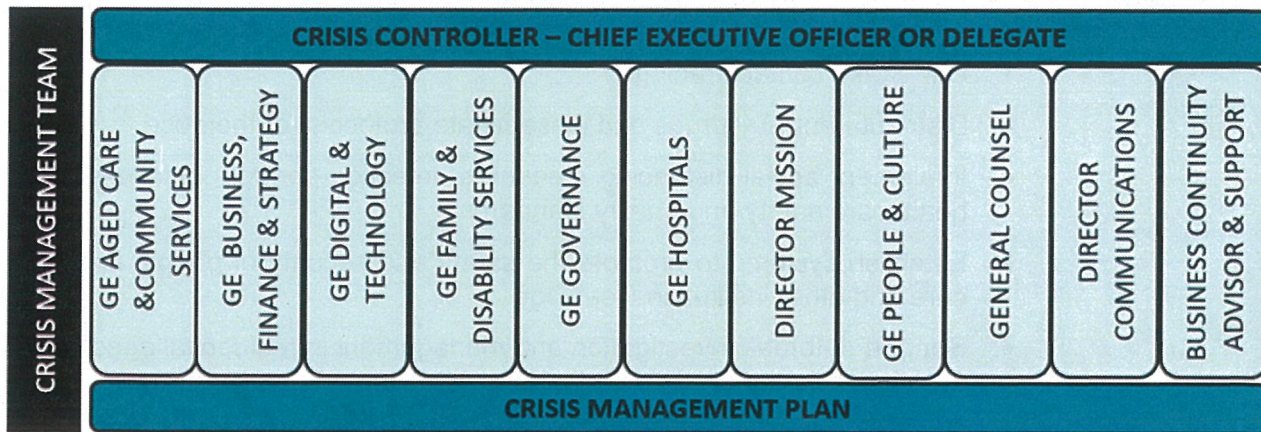 CRISIS MANAGEMENT TEAM
CRISIS CONTROLLER – CHIEF EXECUTIVE OFFICER OR DELEGATE
GE AGED CARE
&COMMUNITY
SERVICES
GE BUSINESS,
FINANCE & STRATEGY
GE DIGITAL &
TECHNOLOGY
GE FAMILY &
DISABILITY SERVICES
GE GOVERNANCE
GE HOSPITALS
DIRECTOR MISSION
GE PEOPLE & CULTURE
GENERAL COUNSEL
DIRECTOR
COMMUNICATIONS
BUSINESS CONTINUITY
ADVISOR & SUPPORT
CRISIS MANAGEMENT PLAN